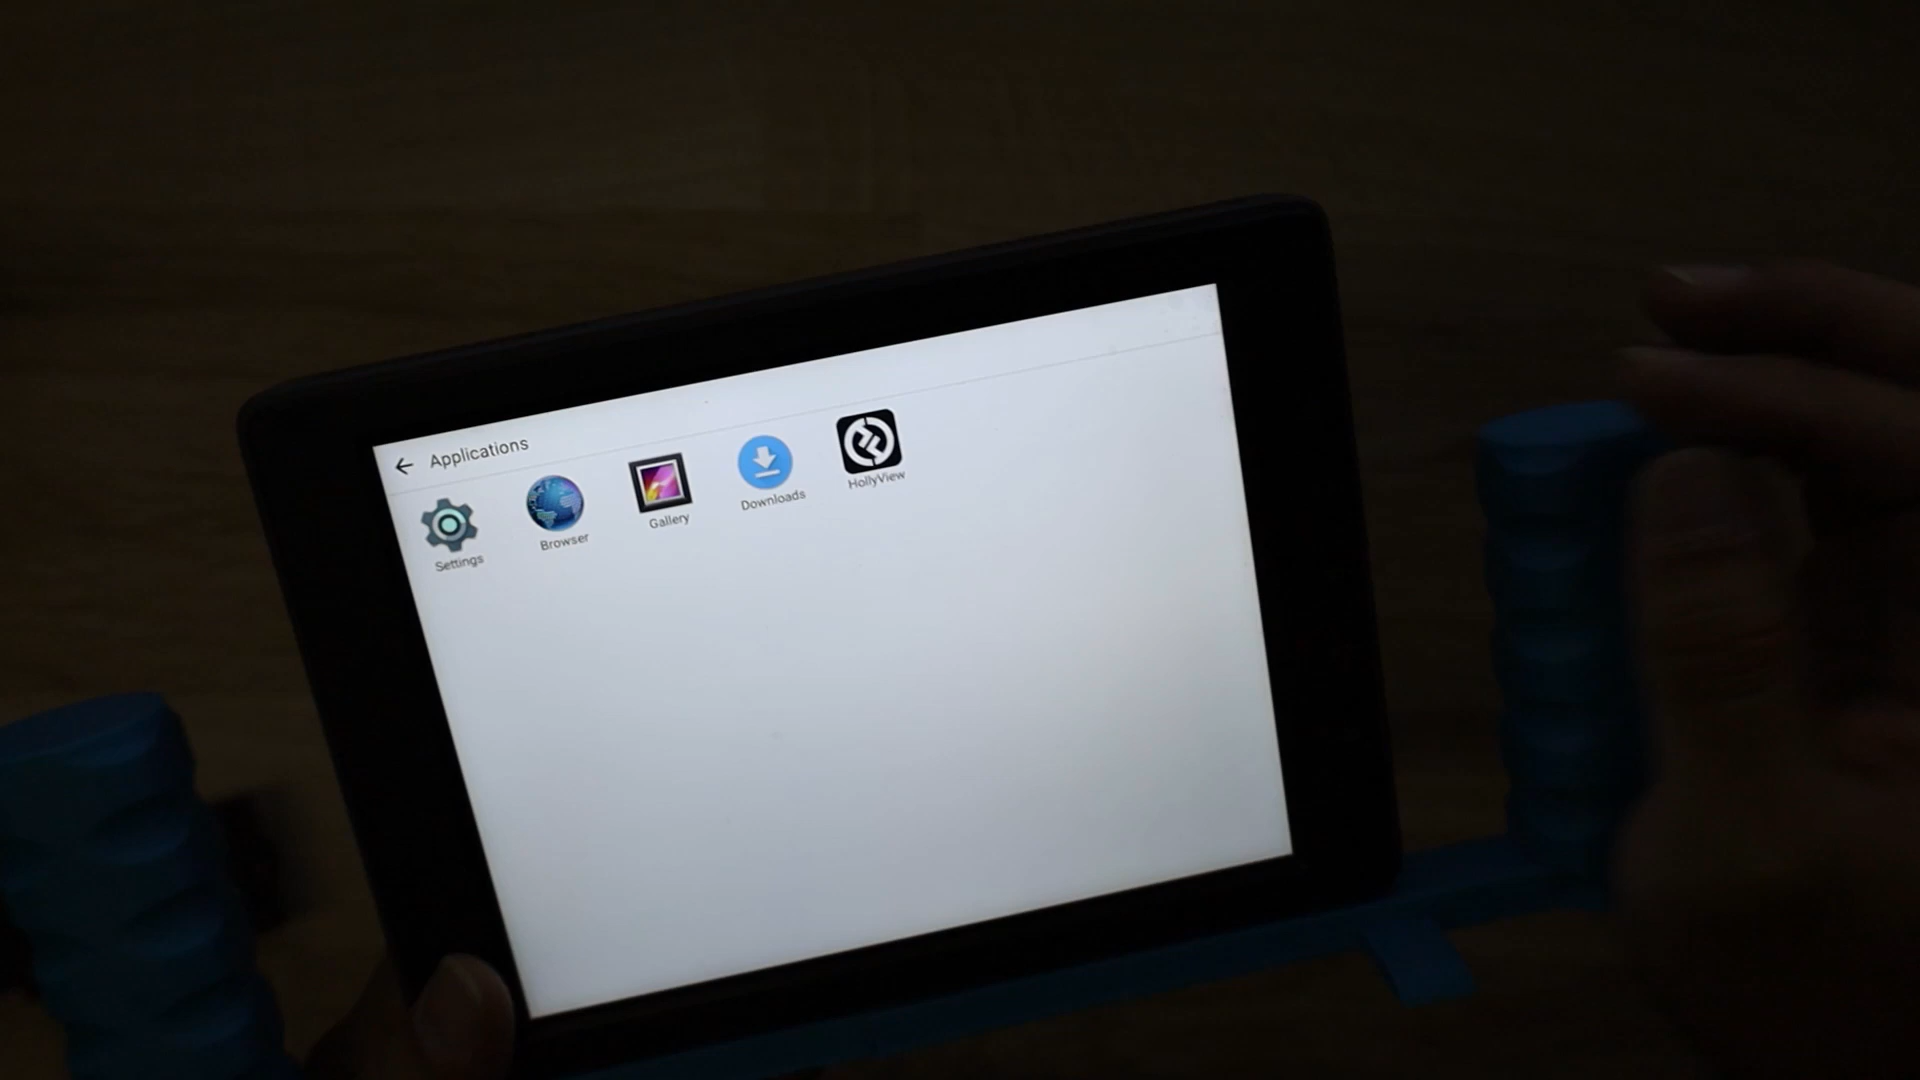 Applications
Settings
Browser
Gallery
Downloads
HollyView